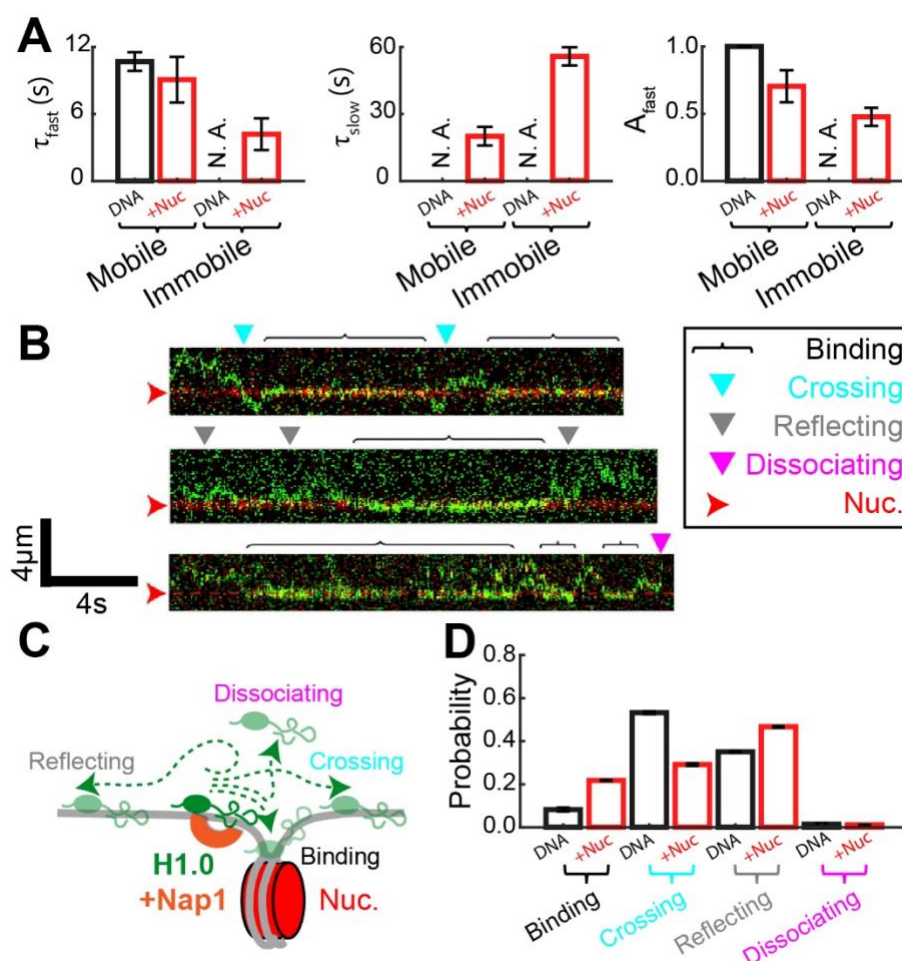 A
12
6
0
τfast (s)
N. A.
DNA
+Nuc
DNA
+Nuc
Mobile
Immobile
60
30
0
τslow (s)
N. A.
N. A.
DNA
+Nuc
DNA
+Nuc
Mobile
Immobile
1.0
0.5
0.0
Afast
N. A.
DNA
+Nuc
DNA
+Nuc
Mobile
Immobile
B
4μm
4s
Binding
Crossing
Reflecting
Dissociating
Nuc.
C
Dissociating
Reflecting
Crossing
H1.0
+Nap1
Binding
Nuc.
D
Probability
0.8
0.6
0.4
0.2
0.0
DNA
+Nuc
DNA
+Nuc
DNA
+Nuc
DNA
+Nuc
Binding
Crossing
Reflecting
Dissociating